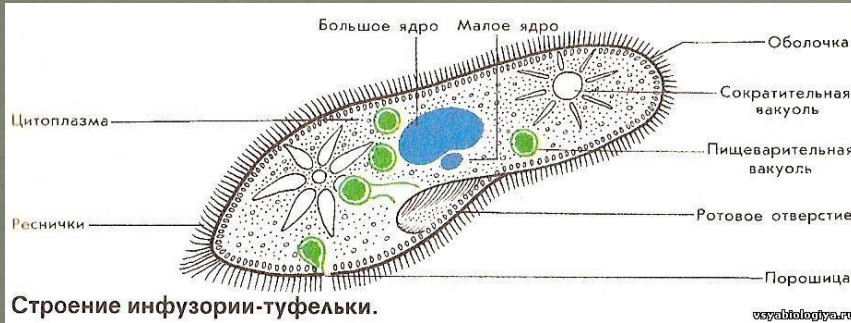 Большое ядро Малое ядро
Оболочка
Сократительная
вакуоль
Цитоплазма
Пищеварительная
вакуоль
Реснички
Ротовое отверстие
Порошица
Строение инфузории-туфельки.
vsyabiologiya.ru